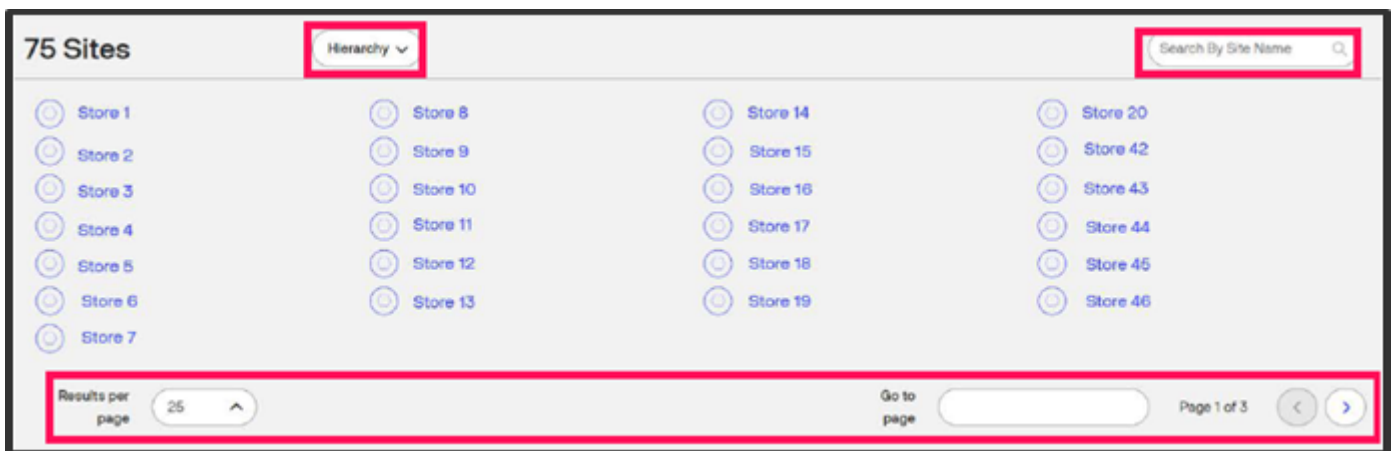 75 Sites
Hierarchy
Search By Site Name
Store 1
Store 2
Store 3
Store 4
Store 5
Store 6
Store 7
Store 8
Store 9
Store 10
Store 11
Store 12
Store 13
Store 14
Store 15
Store 16
Store 17
Store 18
Store 19
Store 20
Store 42
Store 43
Store 44
Store 45
Store 46
Results per
page
25
Go to
page
Page 1 of 3